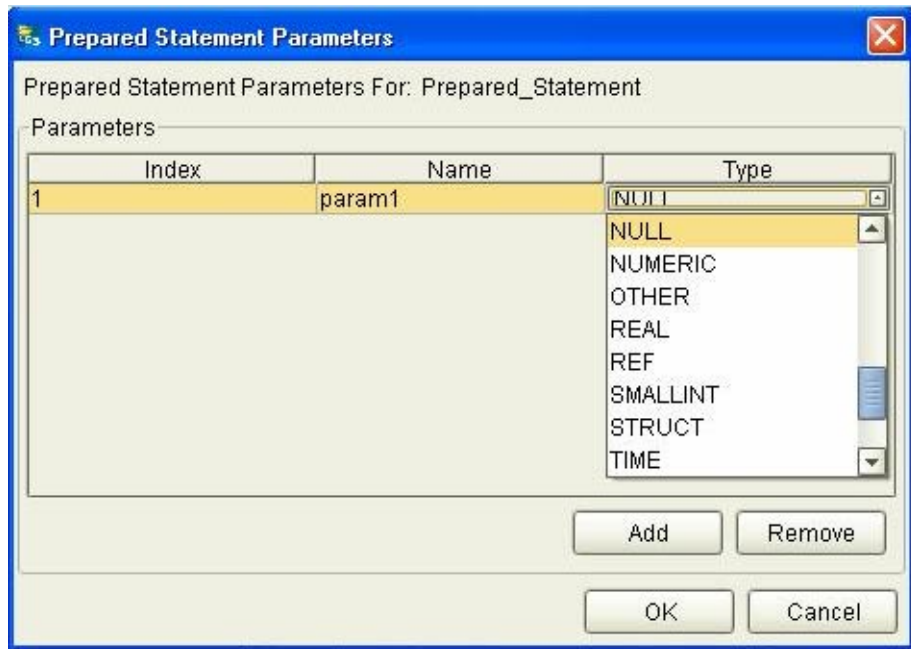 Prepared Statement Parameters
Prepared Statement Parameters For: Prepared_Statement
Parameters
Index Name Type
1 param1 NULL
NULL
NUMERIC
OTHER
REAL
REF
SMALLINT
STRUCT
TIME
Add Remove
OK Cancel